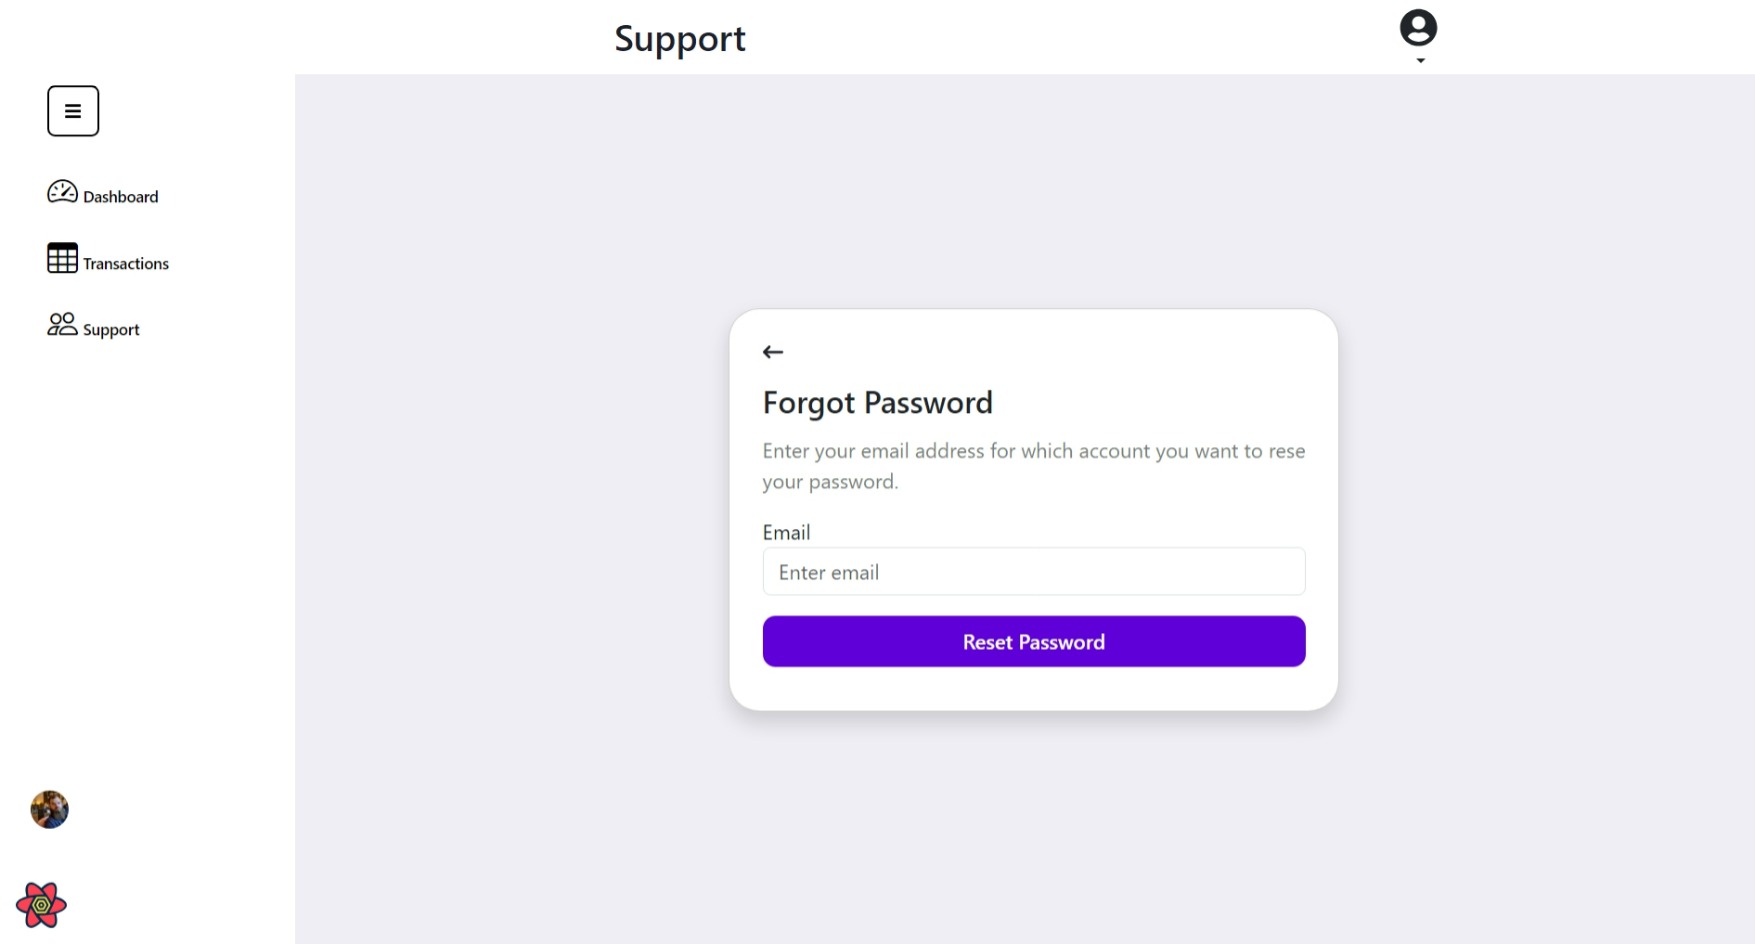 Support
Dashboard
Transactions
Support
Forgot Password
Enter your email address for which account you want to rese
your password.
Email
Enter email
Reset Password